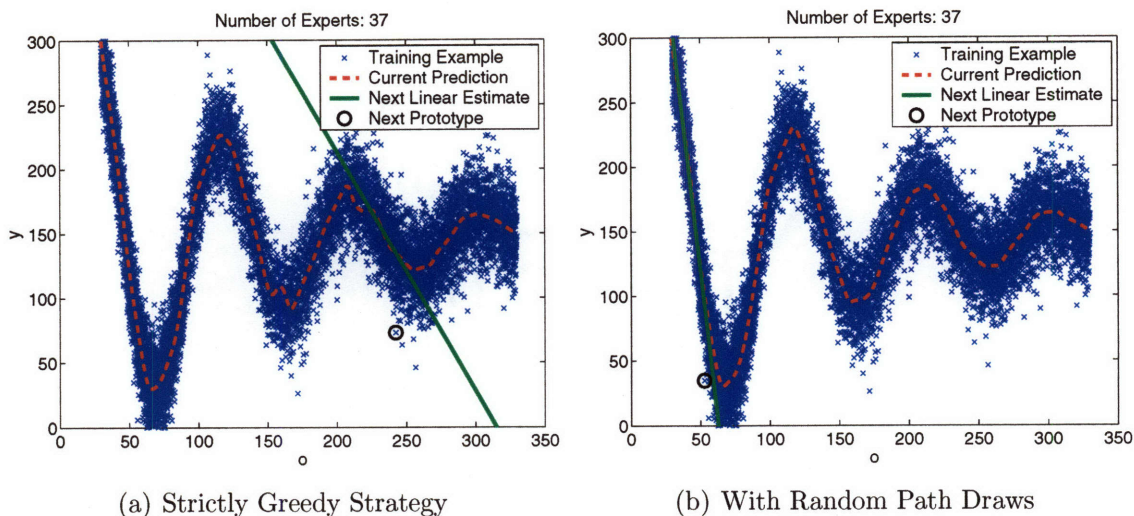 Number of Experts: 37
300
250
200
150
100
50
0
y
0 50 100 150 200 250 300 350
o
Training Example
Current Prediction
Next Linear Estimate
Next Prototype
(a) Strictly Greedy Strategy
Number of Experts: 37
300
250
200
150
100
50
0
y
0 50 100 150 200 250 300 350
o
Training Example
Current Prediction
Next Linear Estimate
Next Prototype
(b) With Random Path Draws